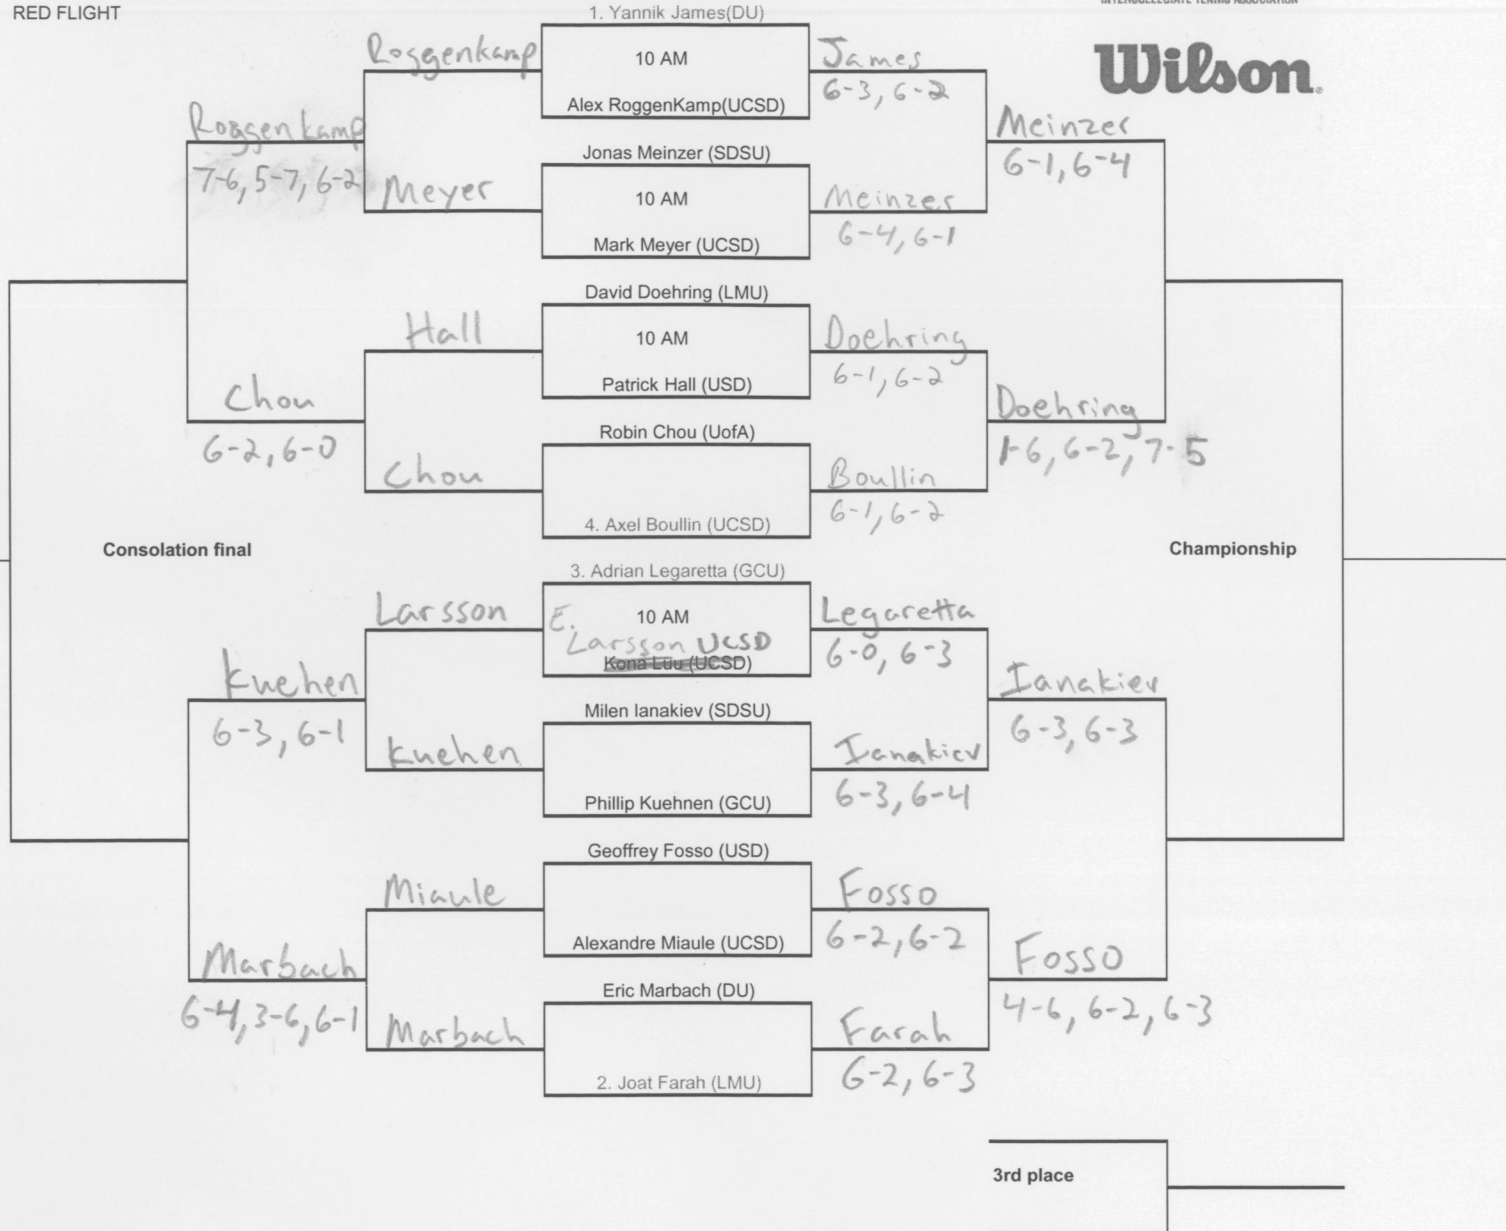 RED FLIGHT
INTERCOLLEGIATE TENNIS ASSOCIATION
Wilson
1. Yannik James(DU)
Roggenkamp
10 AM
James
Alex RoggenKamp(UCSD)
6-3, 6-2
Roggenkamp
Meinzer
7-6, 5-7, 6-2
6-1, 6-4
Jonas Meinzer (SDSU)
Meyer
10 AM
Meinzer
Mark Meyer (UCSD)
6-4, 6-1
David Doehring (LMU)
Hall
10 AM
Doehring
Patrick Hall (USD)
6-1, 6-2
Chou
Doehring
6-2, 6-0
1-6, 6-2, 7-5
Robin Chou (UofA)
Chou
Boullin
4. Axel Boullin (UCSD)
6-1, 6-2
Consolation final
Championship
3. Adrian Legaretta (GCU)
Larsson
10 AM
Legaretta
E.
Larsson UCSD
Kona Luu (UCSD)
6-0, 6-3
Kuehen
Ianakiev
6-3, 6-1
6-3, 6-3
Milen Ianakiev (SDSU)
Kuehen
Ianakiev
Phillip Kuehnen (GCU)
6-3, 6-4
Geoffrey Fosso (USD)
Miaule
Fosso
Alexandre Miaule (UCSD)
6-2, 6-2
Marbach
Fosso
6-4, 3-6, 6-1
4-6, 6-2, 6-3
Eric Marbach (DU)
Marbach
Farah
2. Joat Farah (LMU)
6-2, 6-3
3rd place